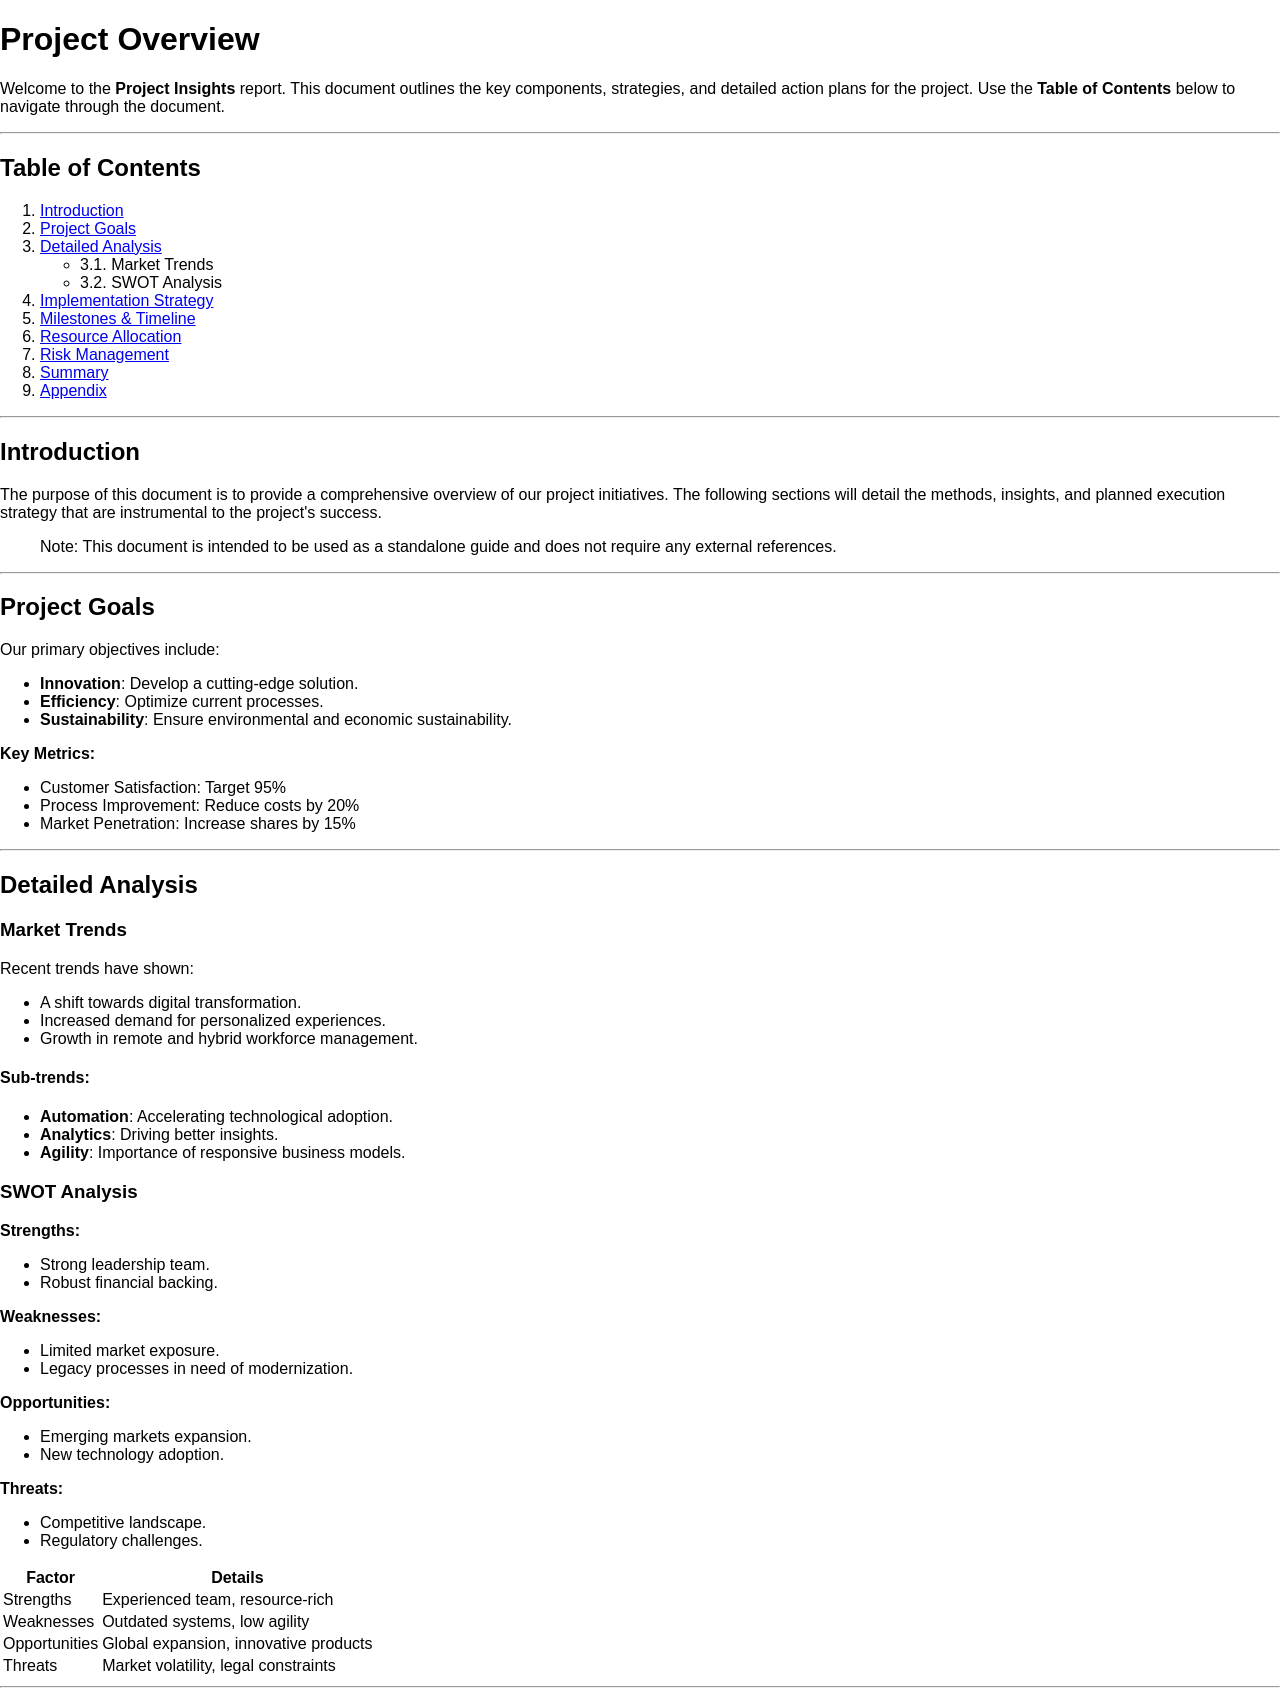 Project Overview
Welcome to the Project Insights report. This document outlines the key components, strategies, and detailed action plans for the project. Use the Table of Contents below to
navigate through the document.
Table of Contents
1. Introduction
2. Project Goals
3. Detailed Analysis
3.1. Market Trends
3.2. SWOT Analysis
4. Implementation Strategy
5. Milestones & Timeline
6. Resource Allocation
7. Risk Management
8. Summary
9. Appendix
Introduction
The purpose of this document is to provide a comprehensive overview of our project initiatives. The following sections will detail the methods, insights, and planned execution
strategy that are instrumental to the project's success.
Note: This document is intended to be used as a standalone guide and does not require any external references.
Project Goals
Our primary objectives include:
Innovation: Develop a cutting-edge solution.
Efficiency: Optimize current processes.
Sustainability: Ensure environmental and economic sustainability.
Key Metrics:
Customer Satisfaction: Target 95%
Process Improvement: Reduce costs by 20%
Market Penetration: Increase shares by 15%
Detailed Analysis
Market Trends
Recent trends have shown:
A shift towards digital transformation.
Increased demand for personalized experiences.
Growth in remote and hybrid workforce management.
Sub-trends:
Automation: Accelerating technological adoption.
Analytics: Driving better insights.
Agility: Importance of responsive business models.
SWOT Analysis
Strengths:
Strong leadership team.
Robust financial backing.
Weaknesses:
Limited market exposure.
Legacy processes in need of modernization.
Opportunities:
Emerging markets expansion.
New technology adoption.
Threats:
Competitive landscape.
Regulatory challenges.
Factor Details
Strengths Experienced team, resource-rich
Weaknesses Outdated systems, low agility
Opportunities Global expansion, innovative products
Threats Market volatility, legal constraints